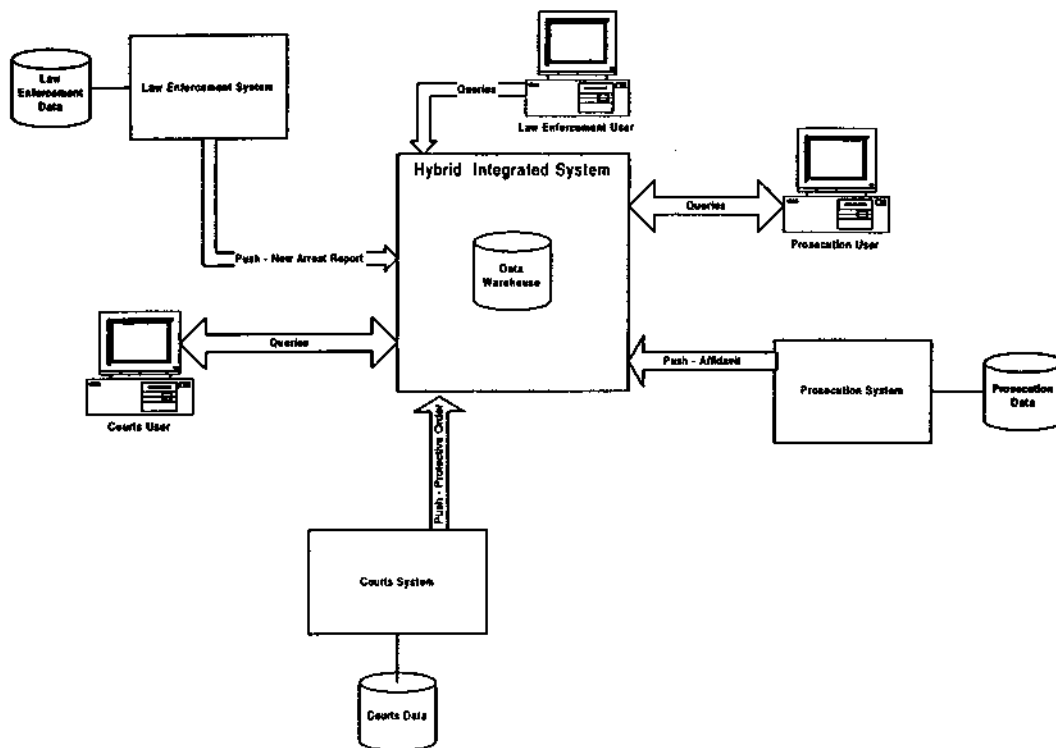 Law
Enforcement
Data
Law Enforcement System
Queries
Law Enforcement User
Hybrid Integrated System
Queries
Prosecution User
Push - New Arrest Report
Data
Warehouse
Queries
Courts User
Push - Affidavit
Prosecution System
Prosecution
Data
Push - Protective Order
Courts System
Courts Data